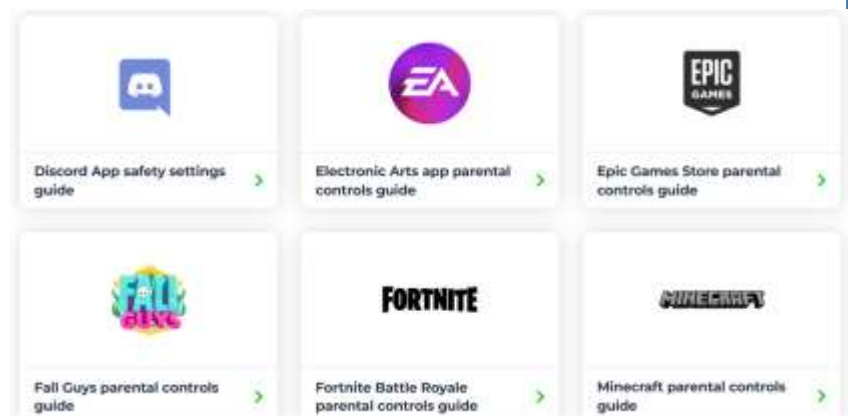 EA
EPIC
GAMES
Discord App safety settings
guide
Electronic Arts app parental
controls guide
Epic Games Store parental
controls guide
FALL
GUYS
FORTNITE
MINECRAFT
Fall Guys parental controls
guide
Fortnite Battle Royale
parental controls guide
Minecraft parental controls
guide